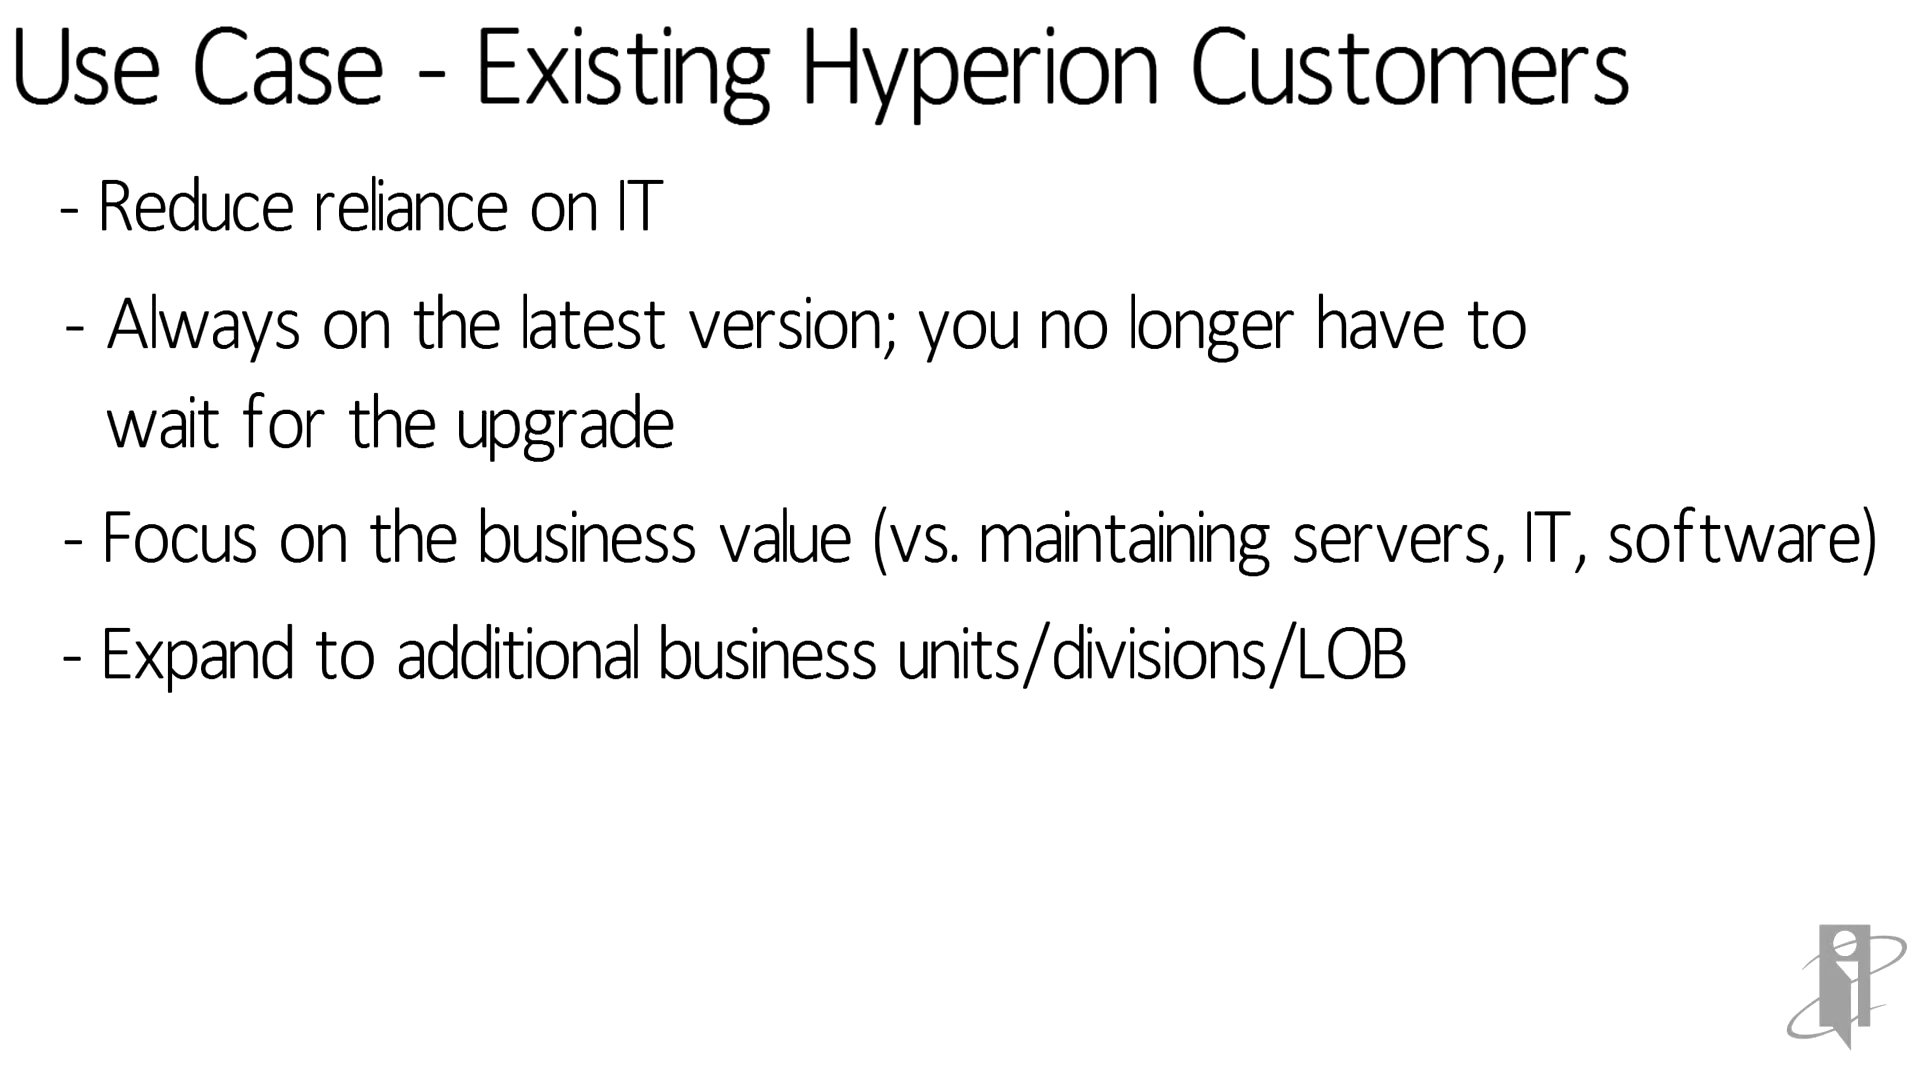 Use Case - Existing Hyperion Customers
- Reduce reliance on IT
- Always on the latest version; you no longer have to
wait for the upgrade
- Focus on the business value (vs. maintaining servers, IT, software)
- Expand to additional business units/divisions/LOB